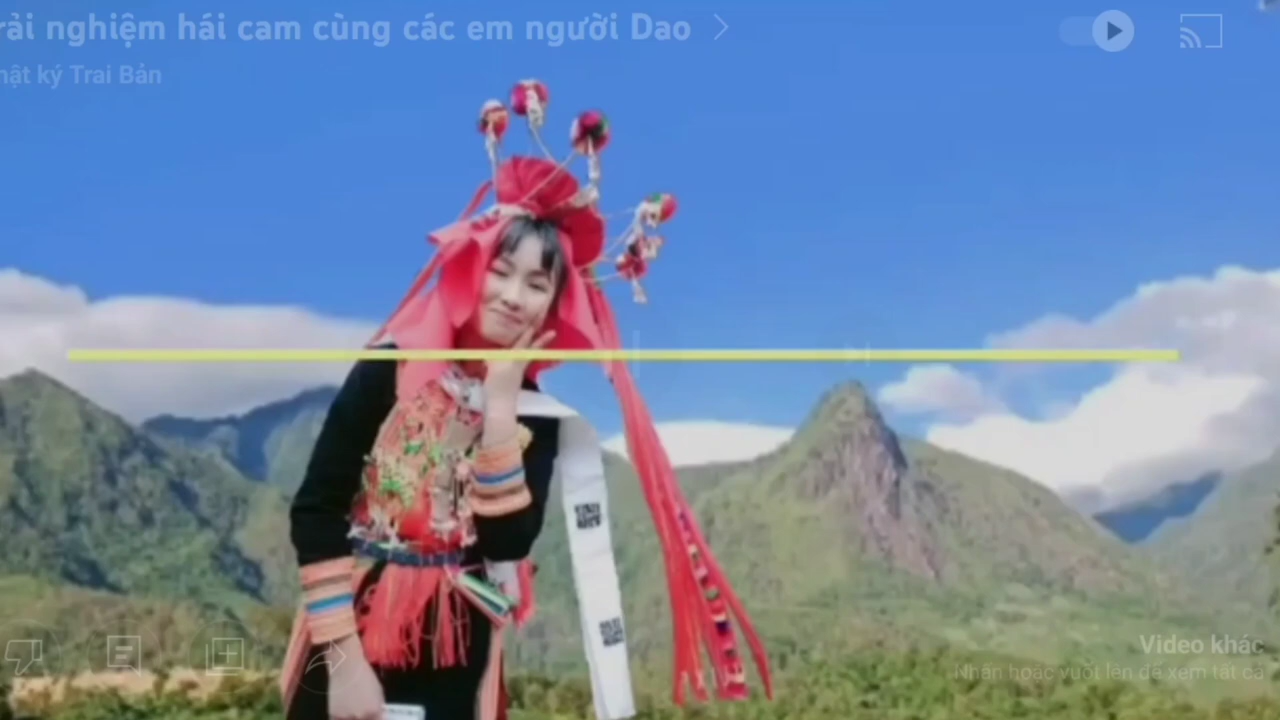 rải nghiệm hái cam cùng các em người Dao
hật ký Trai Bản
Video khác
Nhấn hoặc vuốt lên để xem tất cả